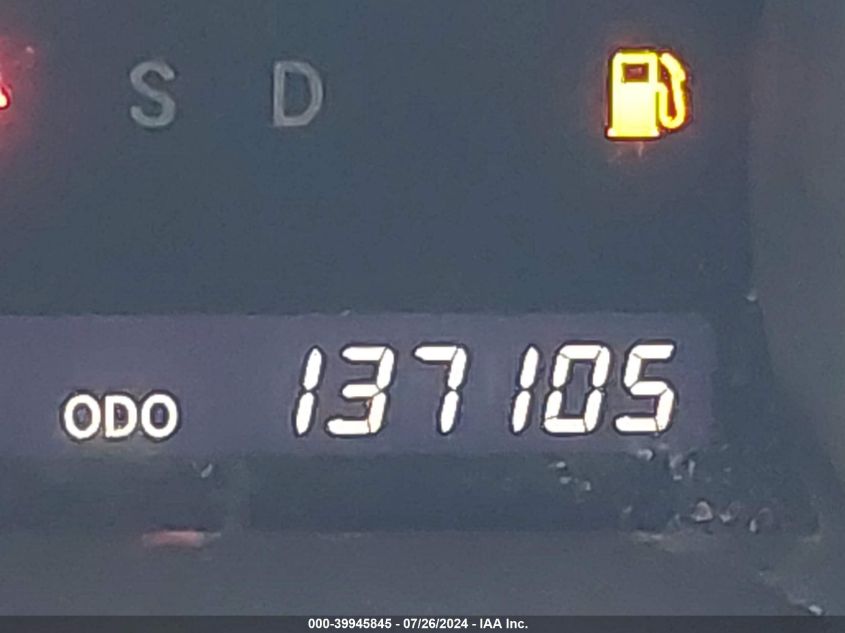 S D
ODO 137105
000-39945845 - 07/26/2024 - IAA Inc.